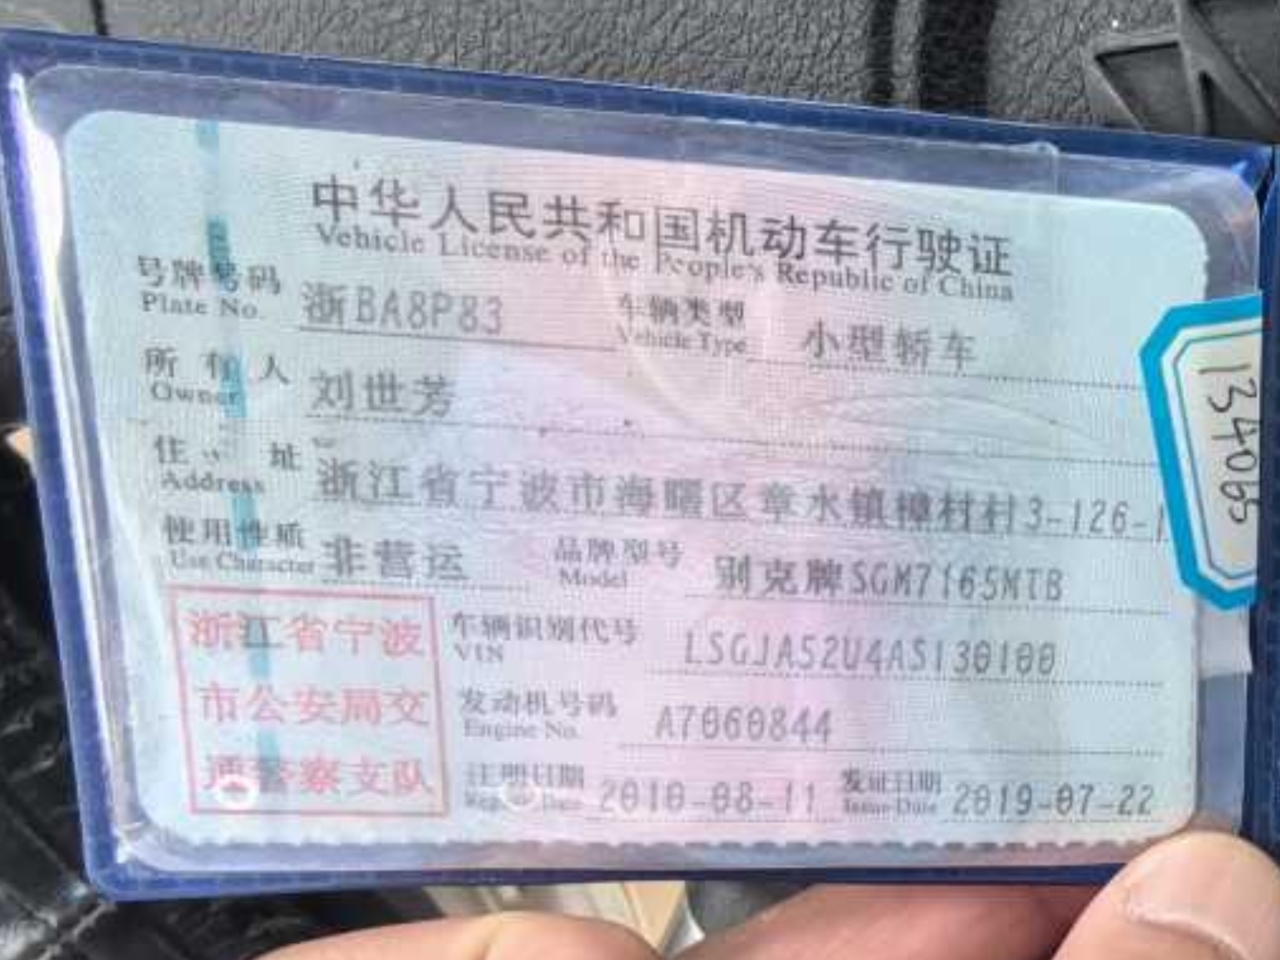 中华人民共和国机动车行驶证
Vehicle License of the People's Republic of China
号牌号码 浙BA8P83 车辆类型 小型轿车
Plate No. Vehicle Type
所有人 刘世芳
Owner
住址 浙江省宁波市海曙区章水镇樟村村3-126-1
Address
使用性质 非营运 品牌型号 别克牌SGM7165MTB
Use Character Model
车辆识别代号 LSGJA52U4AS130100
VIN
发动机号码 A7060844
Engine No.
注册日期 2010-08-11 发证日期 2019-07-22
Register Date Issue Date
浙江省宁波
市公安局交
通警察支队
134065